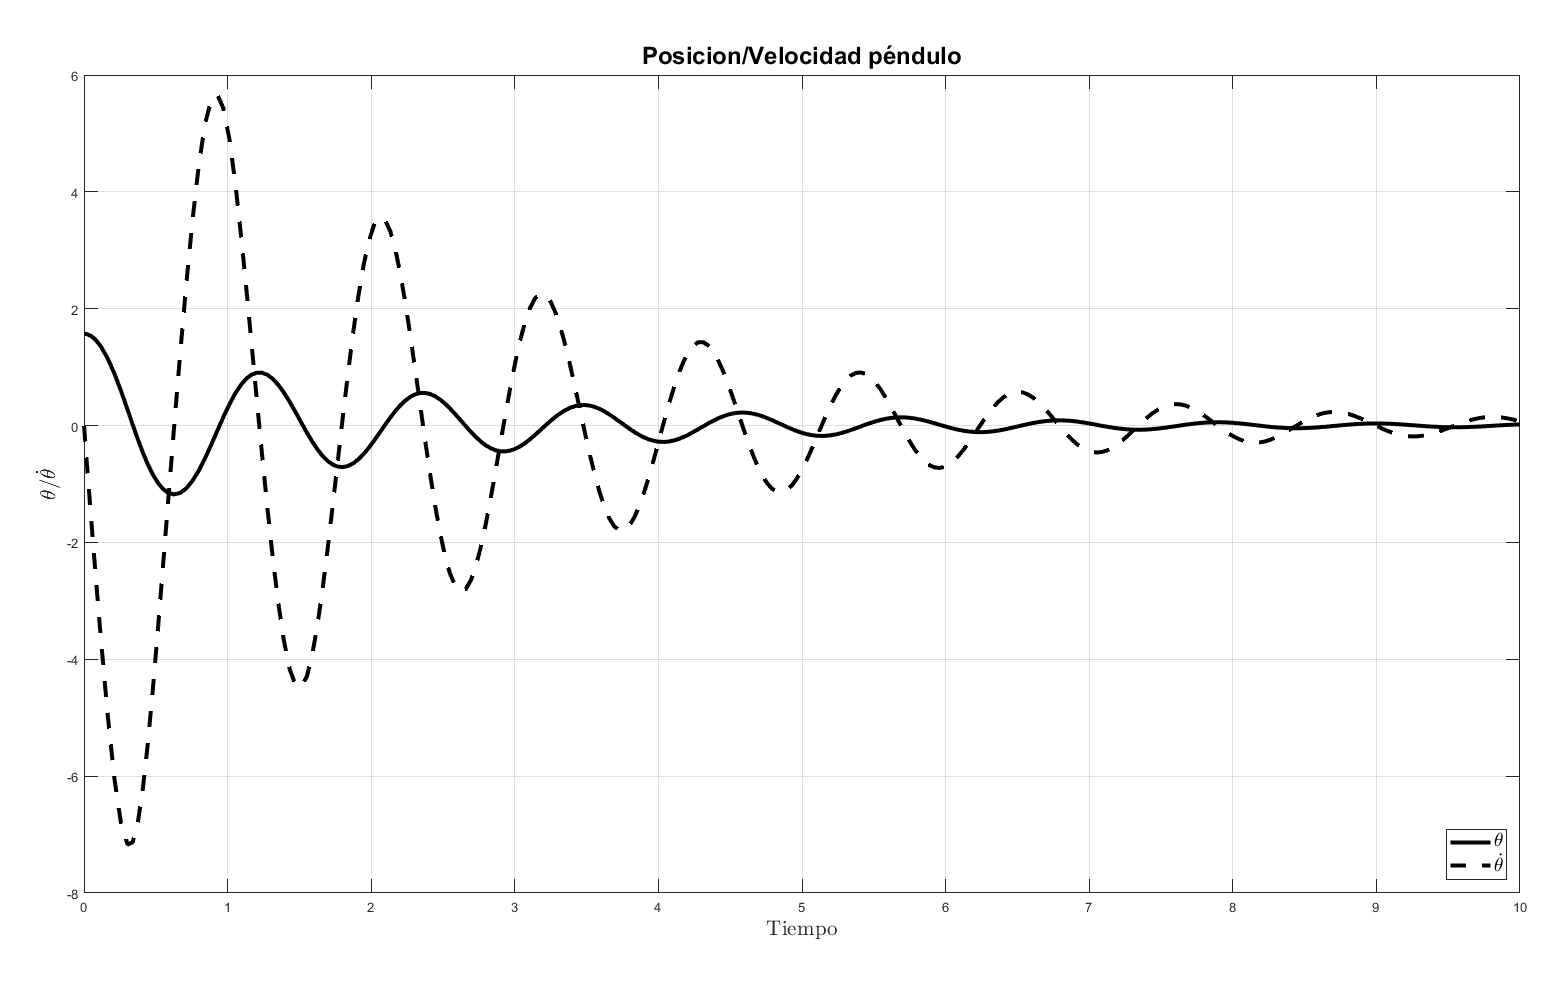 Posicion/Velocidad péndulo
6
4
2
0
-2
-4
-6
-8
θ/θ̇
0 1 2 3 4 5 6 7 8 9 10
Tiempo
θ
θ̇